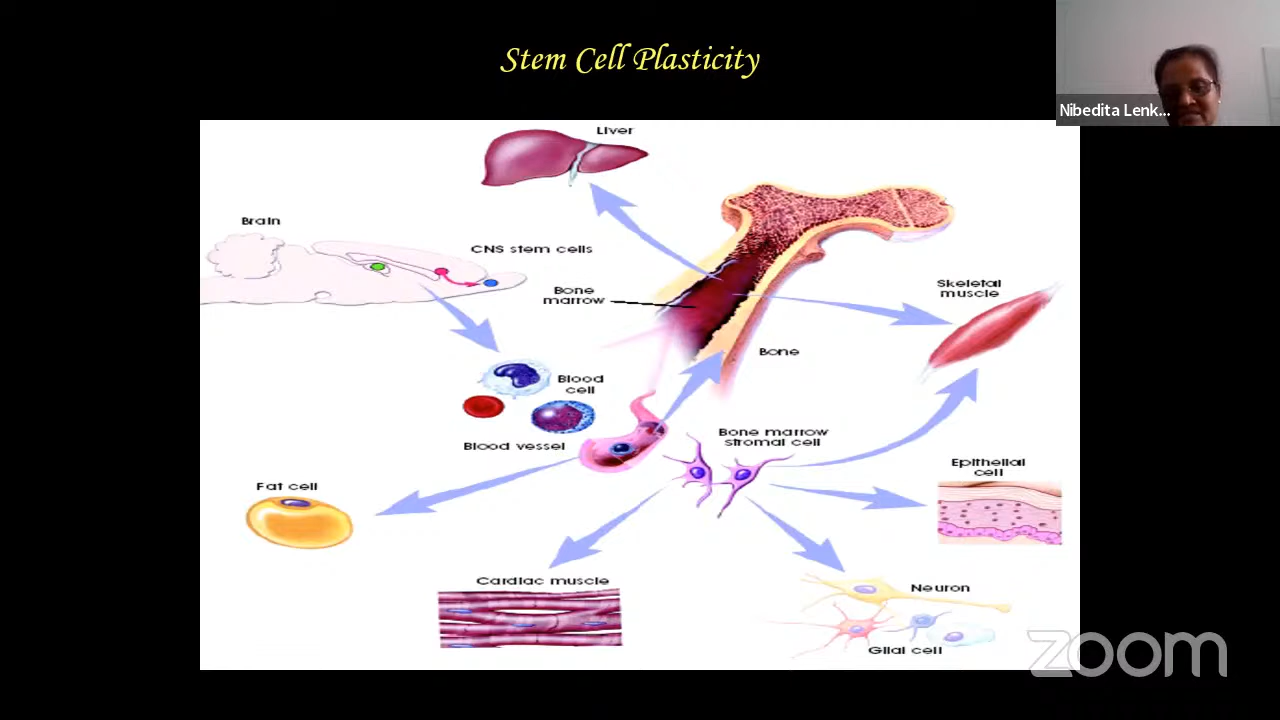 Stem Cell Plasticity
Nibedita Lenk...
Liver
Brain
CNS stem cells
Bone
marrow
Skeletal
muscle
Bone
Blood
cell
Blood vessel
Bone marrow
stromal cell
Epithelial
cell
Fat cell
Cardiac muscle
Neuron
Glial cell
zoom